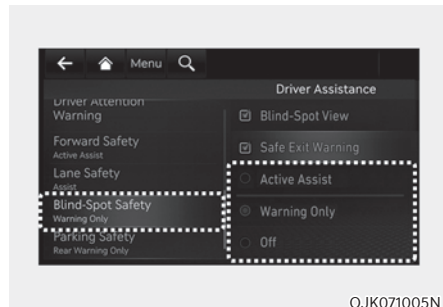 Menu
Driver Assistance
Driver Attention
Warning
Forward Safety
Active Assist
Lane Safety
Assist
Blind-Spot Safety
Warning Only
Parking Safety
Rear Warning Only
Blind-Spot View
Safe Exit Warning
Active Assist
Warning Only
Off
OJK071005N